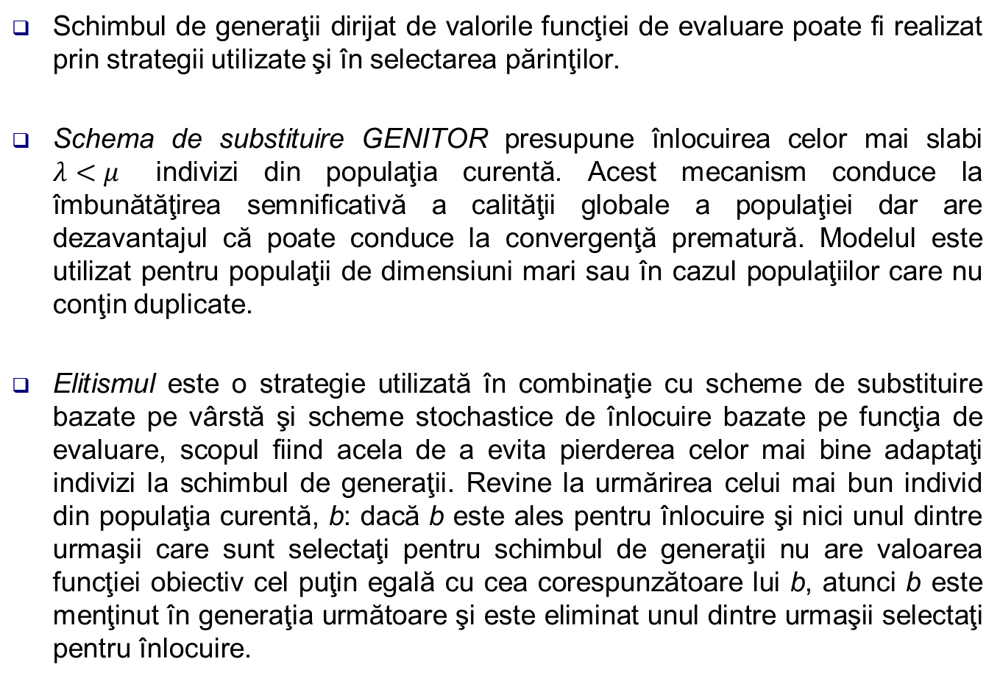 Schimbul de generaţii dirijat de valorile funcţiei de evaluare poate fi realizat
prin strategii utilizate şi în selectarea părinţilor.
Schema de substituire GENITOR presupune înlocuirea celor mai slabi
λ < μ indivizi din populaţia curentă. Acest mecanism conduce la
îmbunătăţirea semnificativă a calităţii globale a populaţiei dar are
dezavantajul că poate conduce la convergenţă prematură. Modelul este
utilizat pentru populaţii de dimensiuni mari sau în cazul populaţiilor care nu
conţin duplicate.
Elitismul este o strategie utilizată în combinaţie cu scheme de substituire
bazate pe vârstă şi scheme stochastice de înlocuire bazate pe funcţia de
evaluare, scopul fiind acela de a evita pierderea celor mai bine adaptaţi
indivizi la schimbul de generaţii. Revine la urmărirea celui mai bun individ
din populaţia curentă, b: dacă b este ales pentru înlocuire şi nici unul dintre
urmaşii care sunt selectaţi pentru schimbul de generaţii nu are valoarea
funcţiei obiectiv cel puţin egală cu cea corespunzătoare lui b, atunci b este
menţinut în generaţia următoare şi este eliminat unul dintre urmaşii selectaţi
pentru înlocuire.